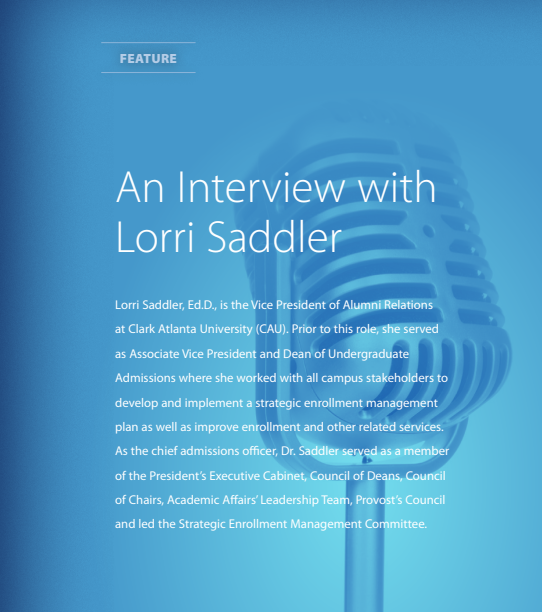 FEATURE
An Interview with
Lorri Saddler
Lorri Saddler, Ed.D., is the Vice President of Alumni Relations
at Clark Atlanta University (CAU). Prior to this role, she served
as Associate Vice President and Dean of Undergraduate
Admissions where she worked with all campus stakeholders to
develop and implement a strategic enrollment management
plan as well as improve enrollment and other related services.
As the chief admissions officer, Dr. Saddler served as a member
of the President’s Executive Cabinet, Council of Deans, Council
of Chairs, Academic Affairs’ Leadership Team, Provost’s Council
and led the Strategic Enrollment Management Committee.